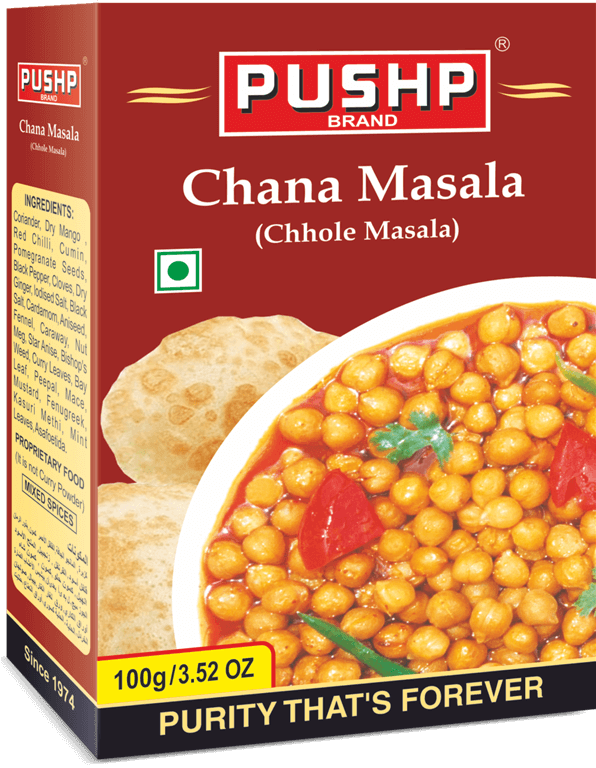 PUSHP
BRAND
®
Chana Masala
(Chhole Masala)
100g/3.52 OZ
PURITY THAT'S FOREVER
PUSHP
BRAND
®
Chana Masala
(Chhole Masala)
INGREDIENTS:
Coriander, Dry Mango ,
Red Chilli, Cumin,
Pomegranate Seeds,
Black Pepper, Cloves, Dry
Ginger, Iodised Salt, Black
Salt, Cardamom, Aniseed,
Fennel, Caraway, Nut
Meg, Star Anise, Bishop's
Weed, Curry Leaves, Bay
Leaf, Peepal, Mace,
Mustard, Fenugreek,
Kasuri Methi, Mint
Leaves, Asafoetida.
PROPRIETARY FOOD
(It is not Curry Powder)
MIXED SPICES
Since 1974